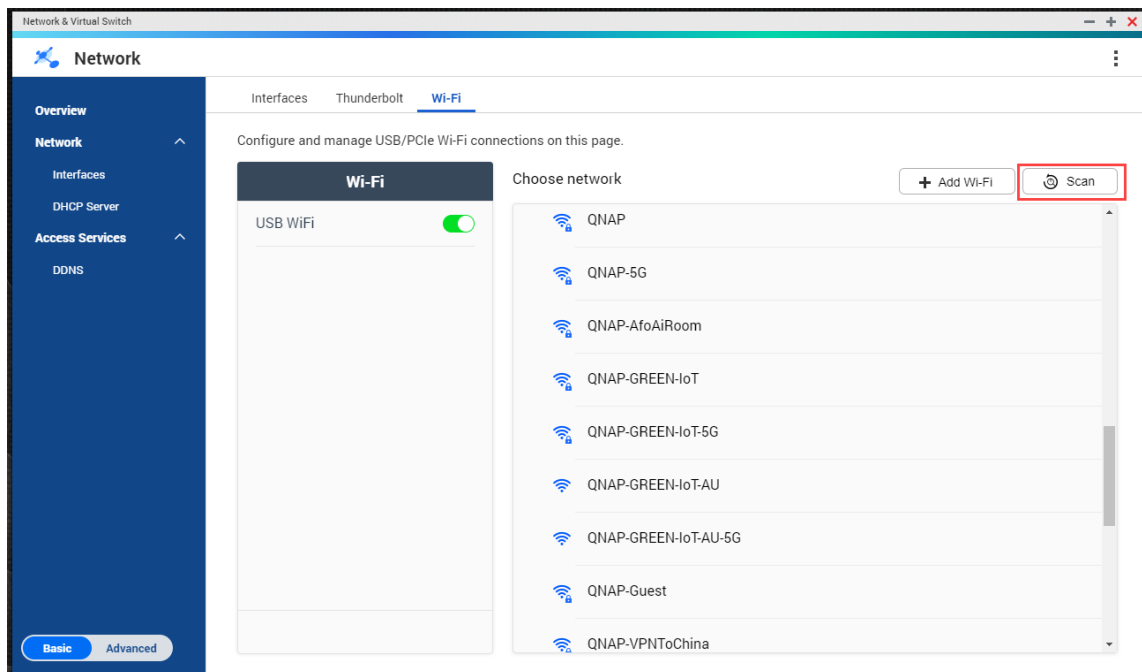 Network & Virtual Switch
Network
Overview
Network
Interfaces
DHCP Server
Access Services
DDNS
Basic
Advanced
Interfaces
Thunderbolt
Wi-Fi
Configure and manage USB/PCIe Wi-Fi connections on this page.
Wi-Fi
USB WiFi
Choose network
+ Add Wi-Fi
Scan
QNAP
QNAP-5G
QNAP-AfoAiRoom
QNAP-GREEN-IoT
QNAP-GREEN-IoT-5G
QNAP-GREEN-IoT-AU
QNAP-GREEN-IoT-AU-5G
QNAP-Guest
QNAP-VPNToChina